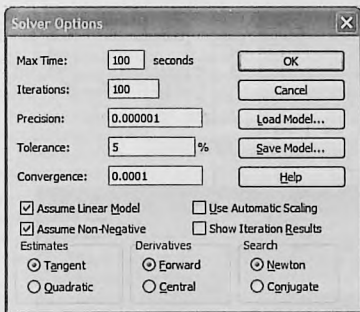 Solver Options
Max Time: 100 seconds
Iterations: 100
Precision: 0.000001
Tolerance: 5 %
Convergence: 0.0001
OK
Cancel
Load Model...
Save Model...
Help
Assume Linear Model
Use Automatic Scaling
Assume Non-Negative
Show Iteration Results
Estimates
Tangent
Quadratic
Derivatives
Forward
Central
Search
Newton
Conjugate